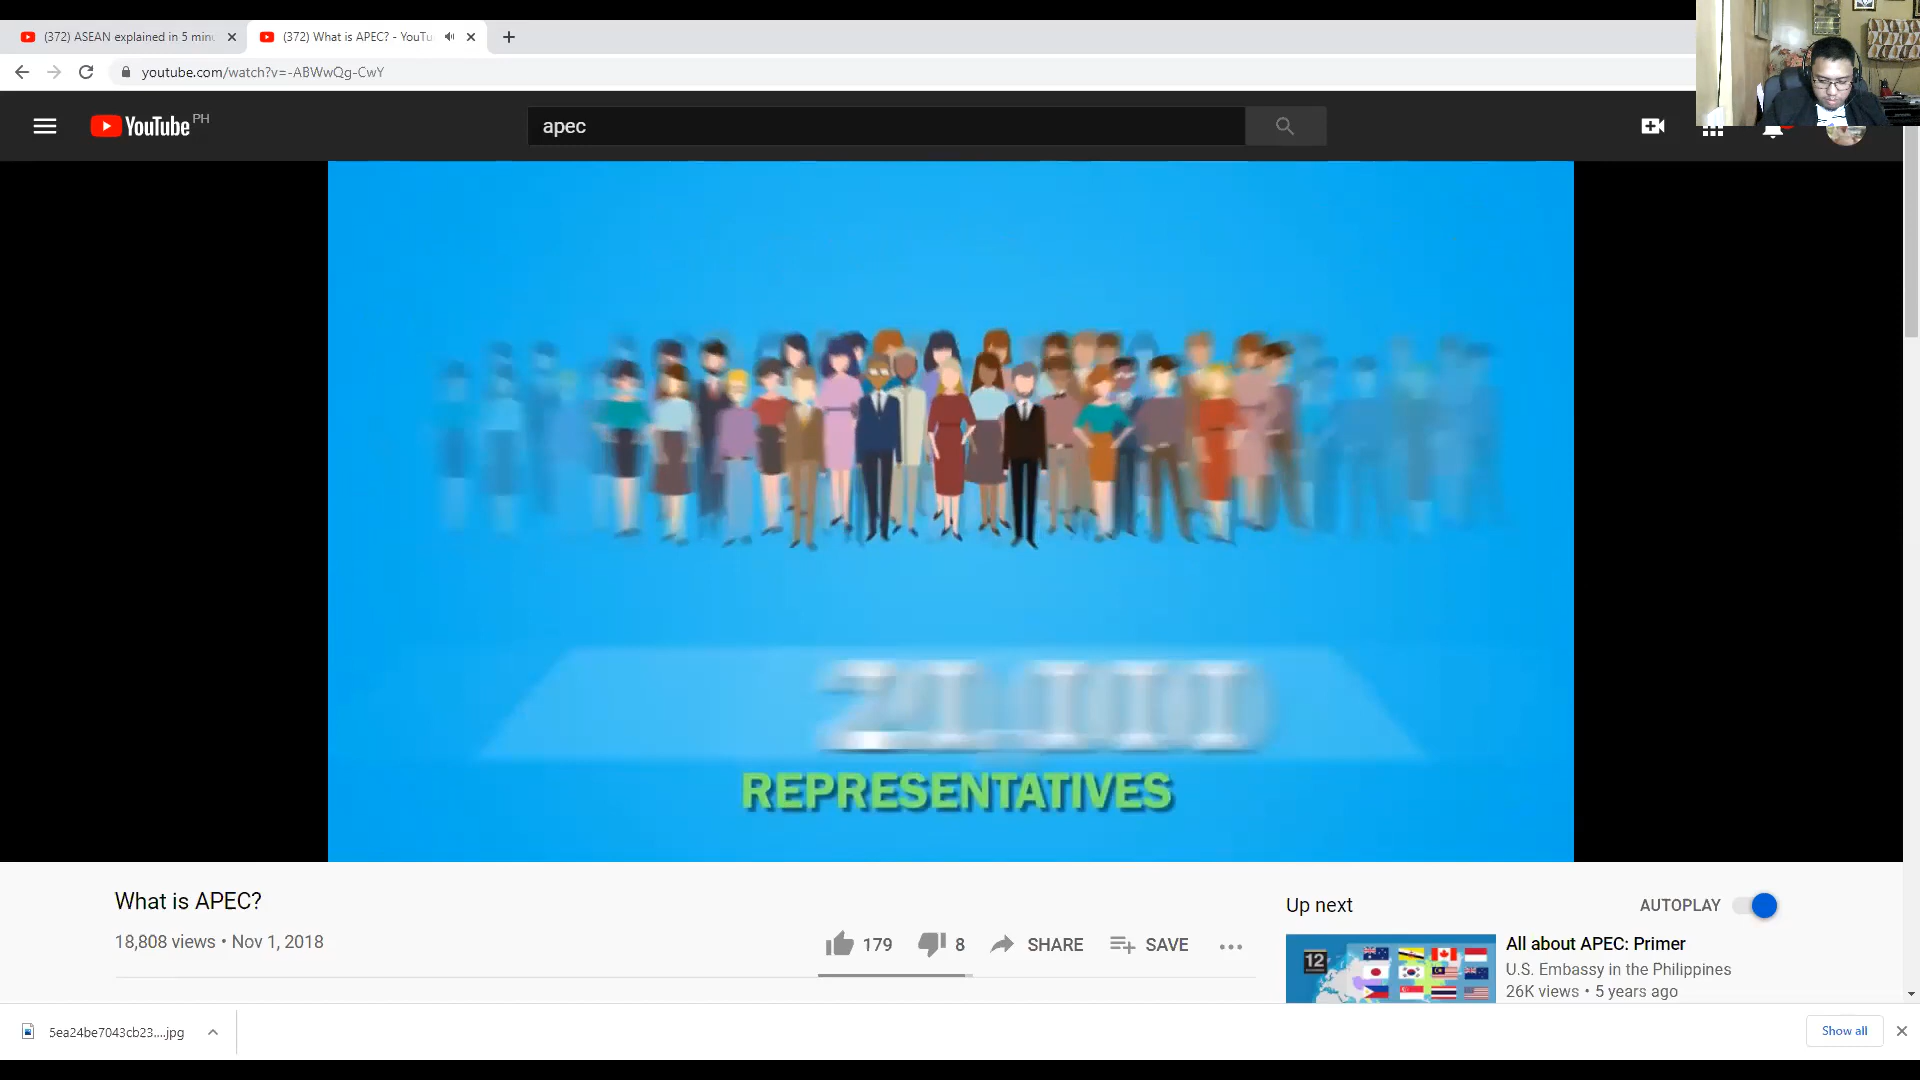 (372) ASEAN explained in 5 minu
(372) What is APEC? - YouTu
youtube.com/watch?v=-ABWwQg-CwY
YouTube PH
apec
REPRESENTATIVES
What is APEC?
18,808 views • Nov 1, 2018
179
8
SHARE
SAVE
Up next
AUTOPLAY
12
All about APEC: Primer
U.S. Embassy in the Philippines
26K views • 5 years ago
5ea24be7043cb23....jpg
Show all